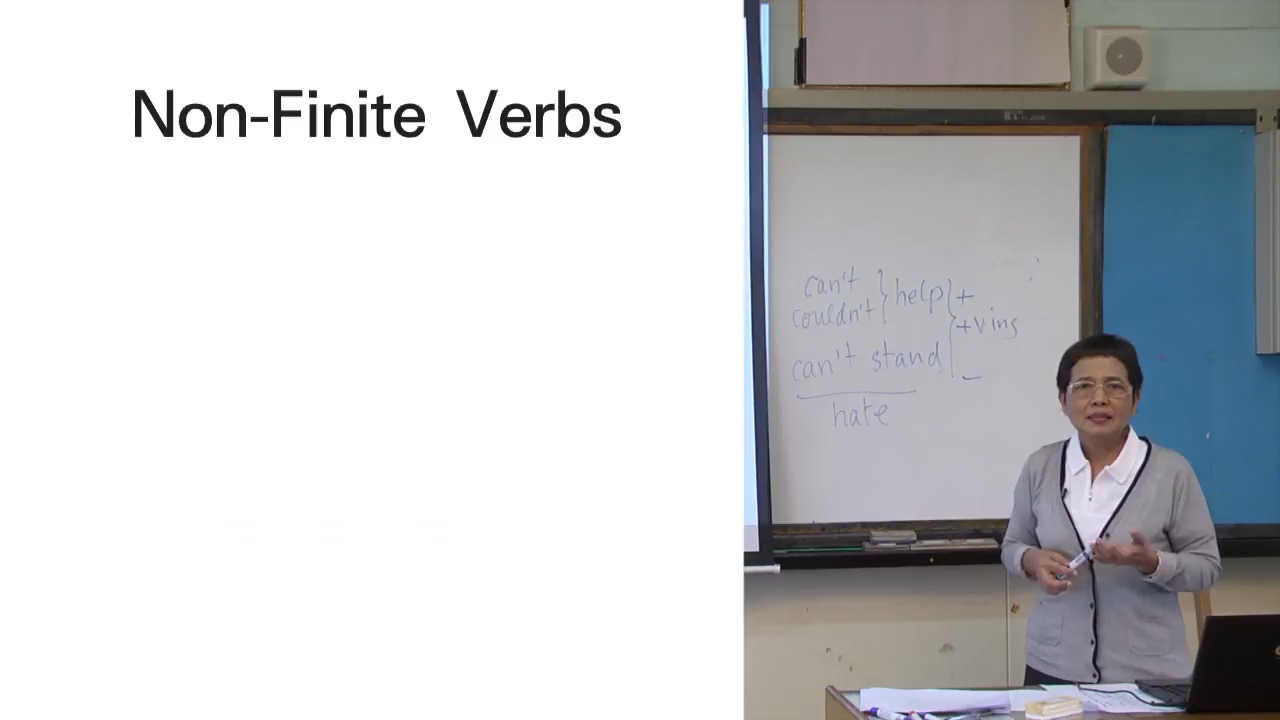 Non-Finite Verbs
can't
couldn't } help } +
+ v.ing
can't stand
hate